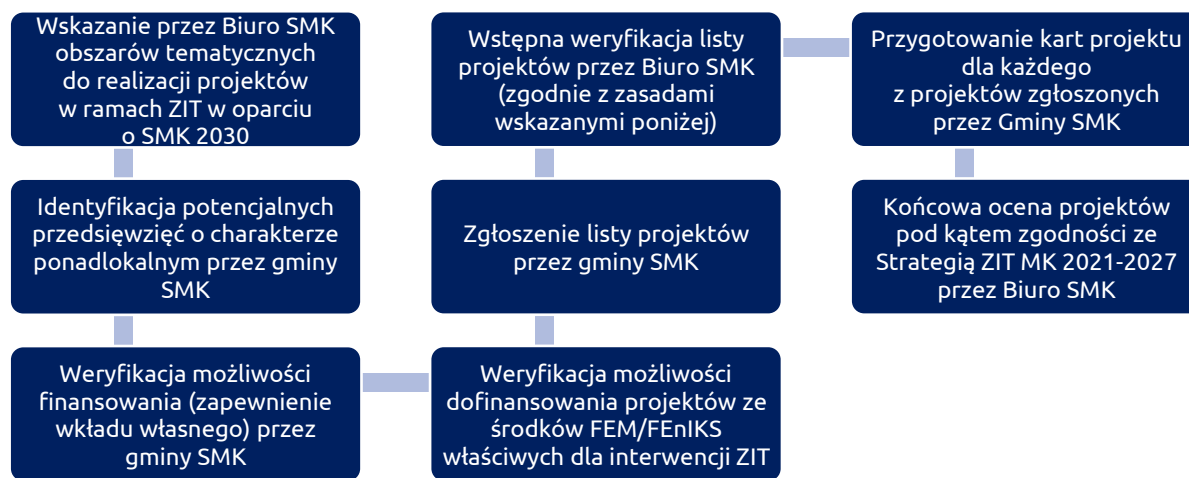 Wskazanie przez Biuro SMK
obszarów tematycznych
do realizacji projektów
w ramach ZIT w oparciu
o SMK 2030
Identyfikacja potencjalnych
przedsięwzięć o charakterze
ponadlokalnym przez gminy
SMK
Weryfikacja możliwości
finansowania (zapewnienie
wkładu własnego) przez
gminy SMK
Weryfikacja możliwości
dofinansowania projektów ze
środków FEM/FEnIKS
właściwych dla interwencji ZIT
Zgłoszenie listy projektów
przez gminy SMK
Wstępna weryfikacja listy
projektów przez Biuro SMK
(zgodnie z zasadami
wskazanymi poniżej)
Przygotowanie kart projektu
dla każdego
z projektów zgłoszonych
przez Gminy SMK
Końcowa ocena projektów
pod kątem zgodności ze
Strategią ZIT MK 2021-2027
przez Biuro SMK